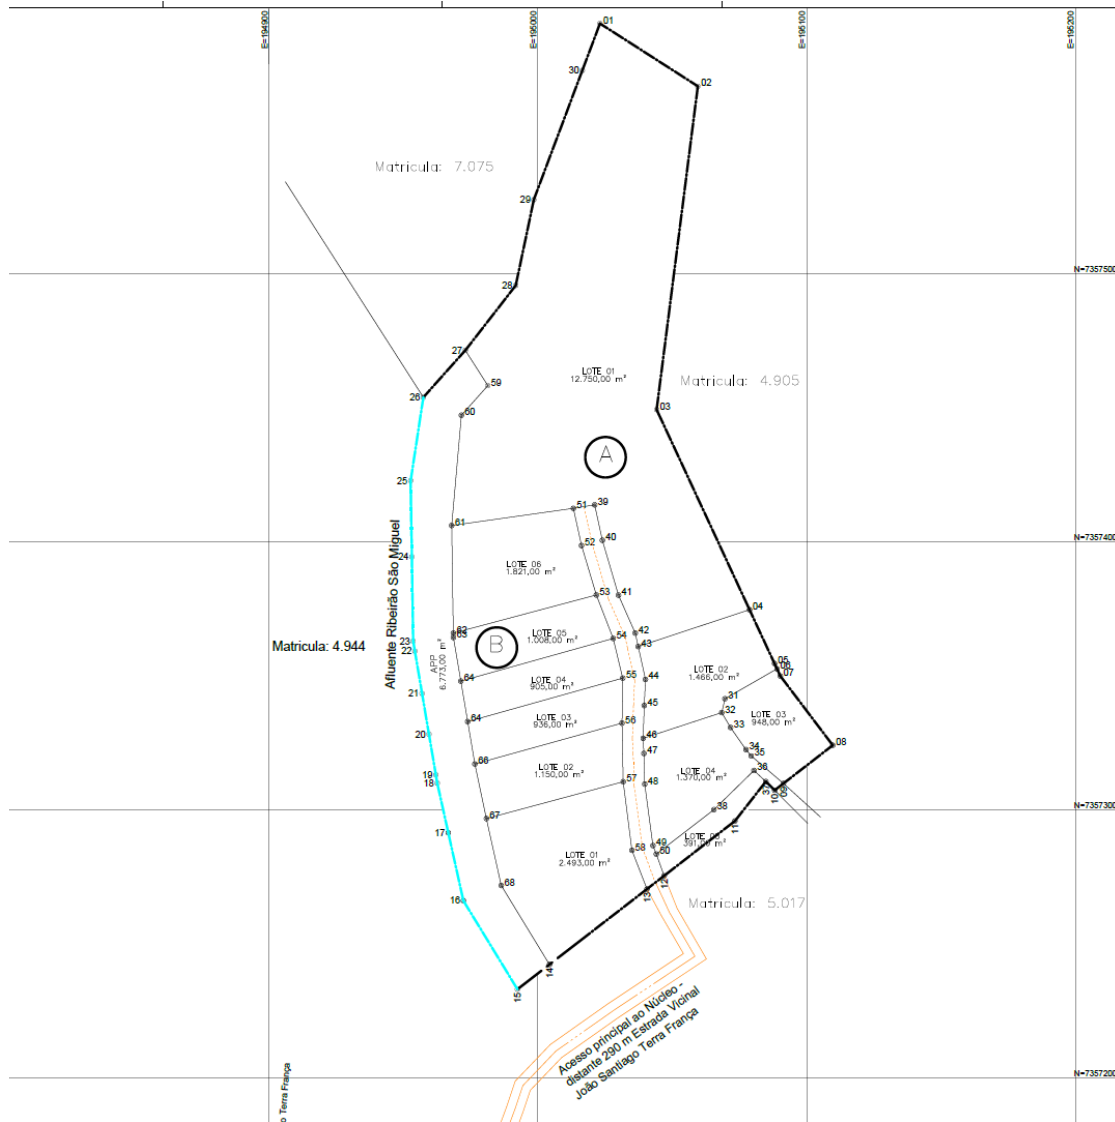 E=194900
E=195000
E=195100
E=195200
01
02
30
Matricula: 7.075
29
N=7357500
28
27
59
26
60
LOTE 01
12.750,00 m²
Matricula: 4.905
03
A
25
51
39
61
52
40
N=7357400
24
Afluente Ribeirão São Miguel
LOTE 06
1.821,00 m²
53
41
04
62
63
42
54
43
23
22
Matricula: 4.944
APP
6.773,00 m²
B
LOTE 05
1.008,00 m²
05
06
07
LOTE 02
1.466,00 m²
64
LOTE 04
905,00 m²
55
44
21
31
32
45
64
LOTE 03
936,00 m²
56
33
LOTE 03
948,00 m²
20
46
47
34
35
08
66
36
19
18
LOTE 02
1.150,00 m²
57
48
LOTE 04
1.370,00 m²
37
10
09
38
N=7357300
67
11
17
49
50
391,00 m²
58
LOTE 01
2.493,00 m²
12
13
68
16
Matricula: 5.017
14
15
Acesso principal ao Núcleo -
distante 290 m Estrada Vicinal
João Santiago Terra França
N=7357200
o Terra França